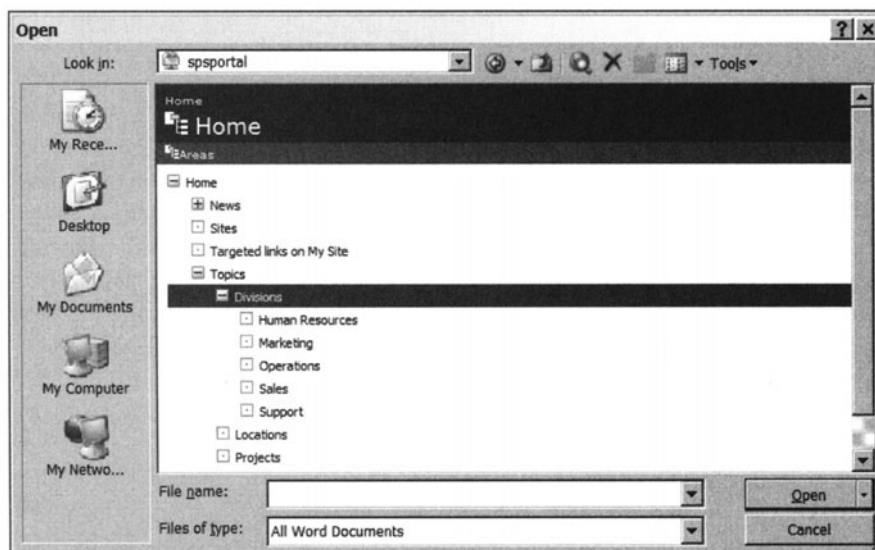 Open
Look in: spsportal Tools
My Rece...
Desktop
My Documents
My Computer
My Netwo...
Home
Home
Areas
Home
News
Sites
Targeted links on My Site
Topics
Divisions
Human Resources
Marketing
Operations
Sales
Support
Locations
Projects
File name: Open
Files of type: All Word Documents Cancel